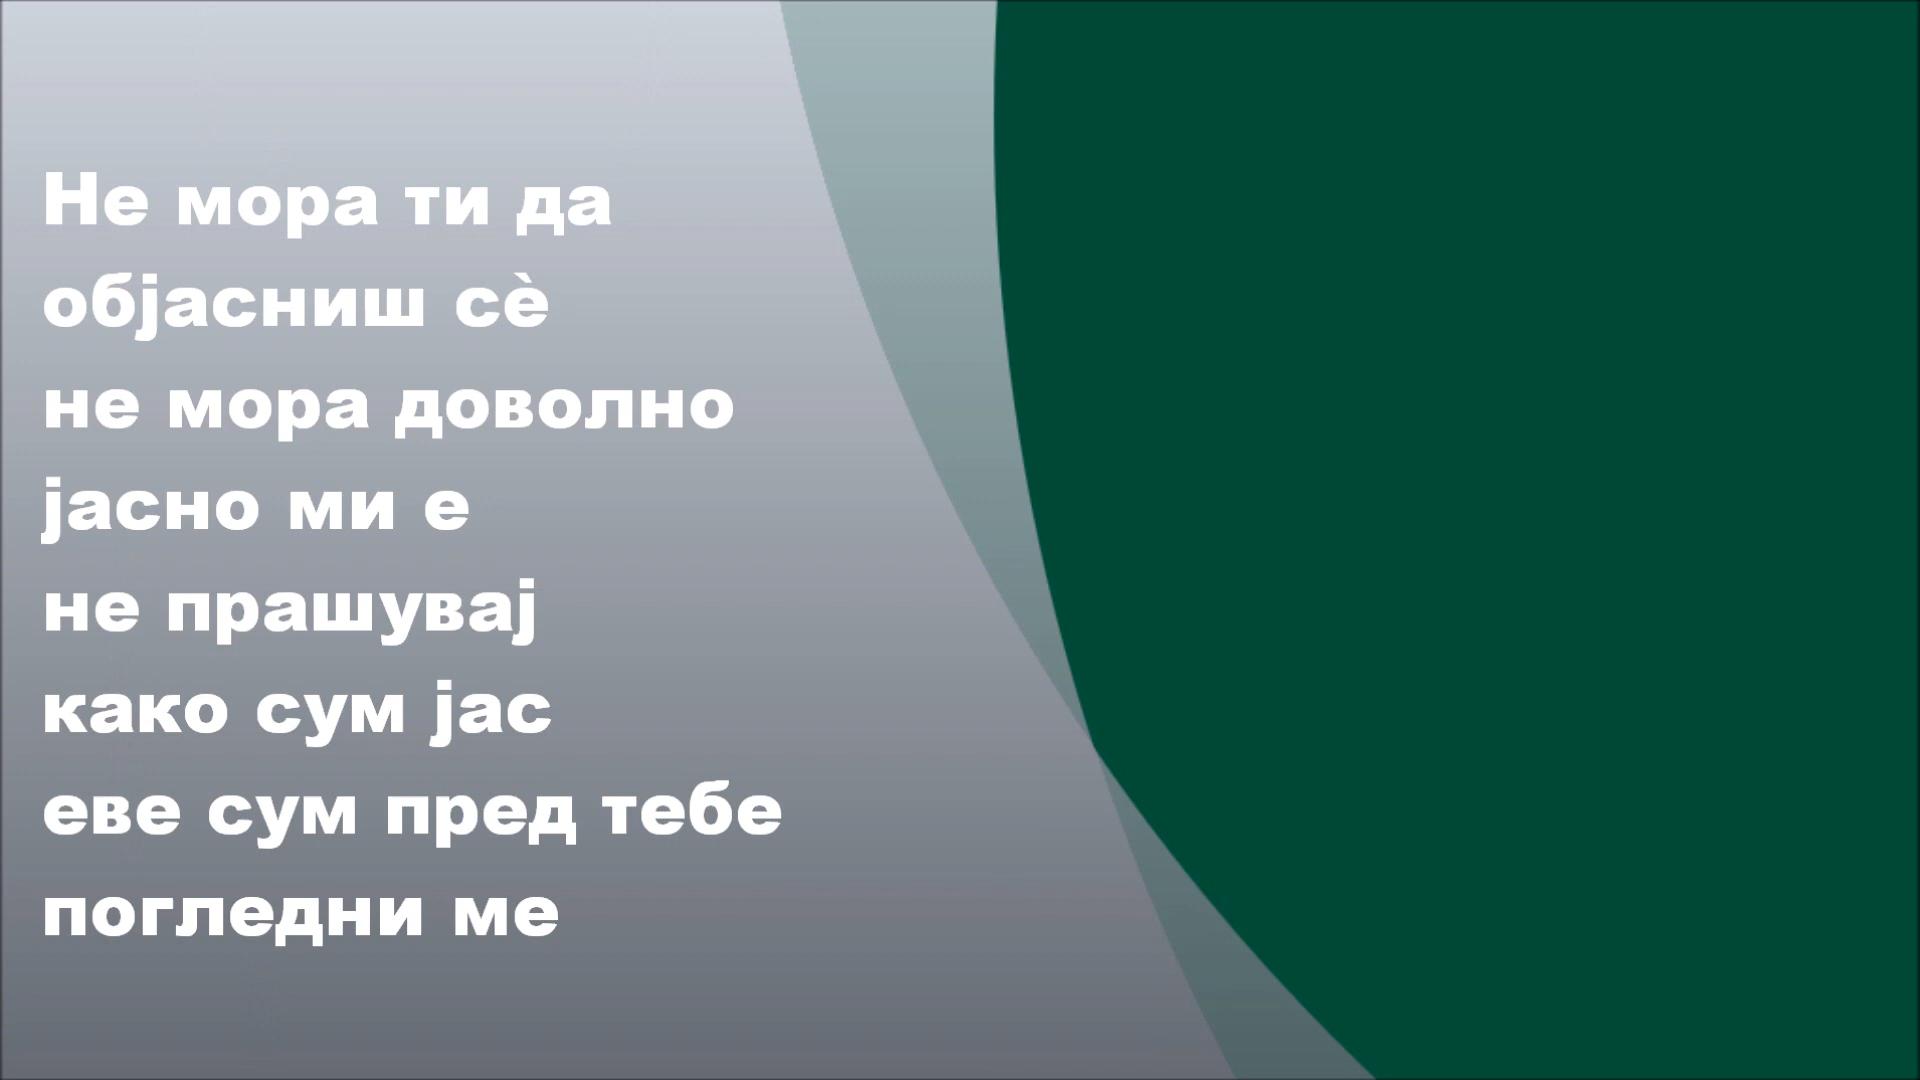 Не мора ти да
објасниш сѐ
не мора доволно
јасно ми е
не прашувај
како сум јас
еве сум пред тебе
погледни ме